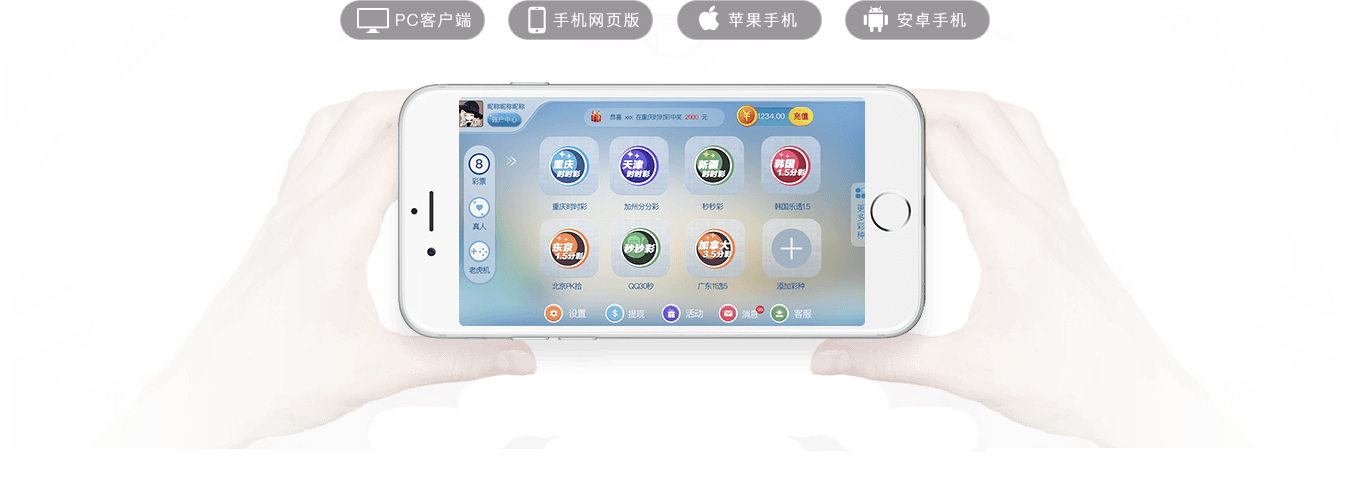 PC客户端
手机网页版
苹果手机
安卓手机
昵称昵称昵称
账户中心
恭喜 xxx 在重庆时时彩中奖 2000 元
1234.00
充值
8
彩票
真人
老虎机
重庆
时时彩
重庆时时彩
天津
时时彩
加州分分彩
新疆
时时彩
秒秒彩
韩国
1.5分彩
韩国乐透1.5
东京
1.5分彩
北京PK拾
秒秒彩
QQ30秒
加拿大
3.5分彩
广东11选5
添加彩种
更多彩种
设置
提现
活动
消息
客服